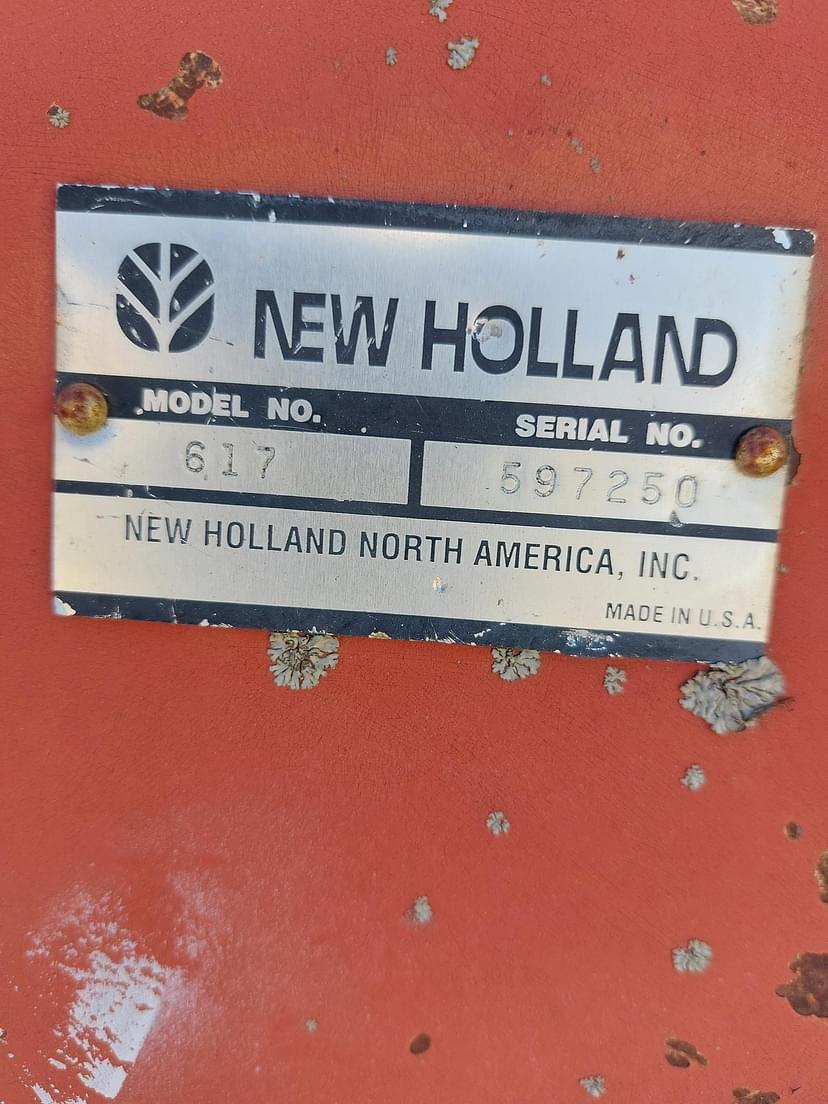 NEW HOLLAND
MODEL NO. SERIAL NO.
617 597250
NEW HOLLAND NORTH AMERICA, INC.
MADE IN U.S.A.